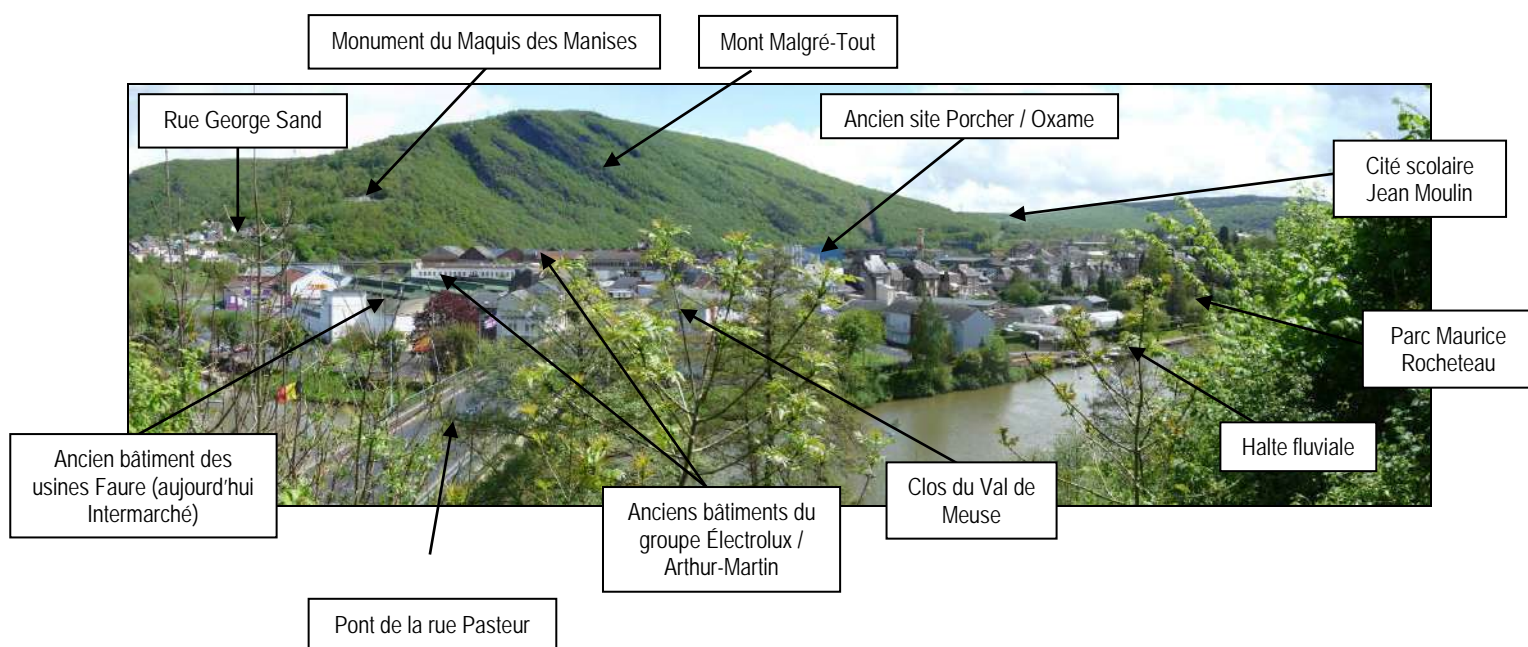 Monument du Maquis des Manises
Mont Malgré-Tout
Rue George Sand
Ancien site Porcher / Oxame
Cité scolaire
Jean Moulin
Parc Maurice
Rocheteau
Halte fluviale
Ancien bâtiment des
usines Faure (aujourd'hui
Intermarché)
Clos du Val de
Meuse
Anciens bâtiments du
groupe Électrolux /
Arthur-Martin
Pont de la rue Pasteur